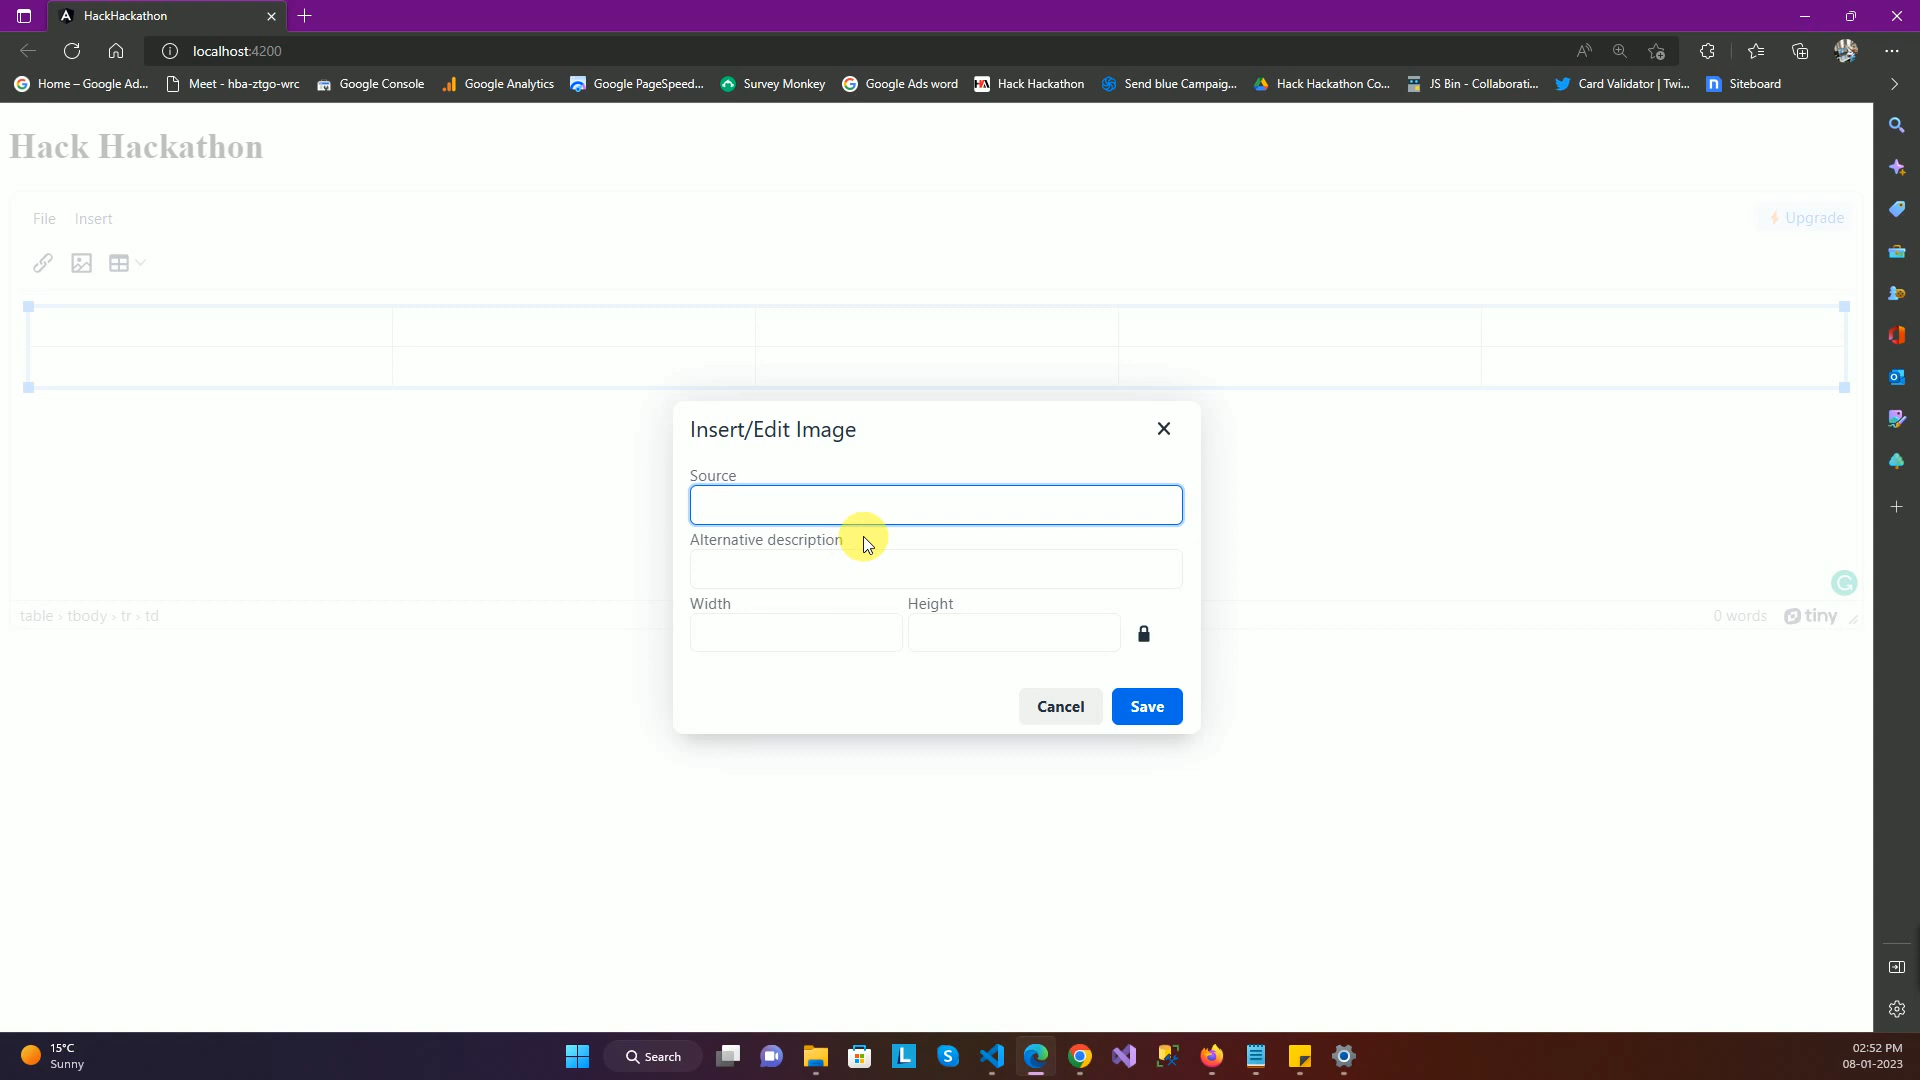 HackHackathon
localhost:4200
Home – Google Ad...
Meet - hba-ztgo-wrc
Google Console
Google Analytics
Google PageSpeed...
Survey Monkey
Google Ads word
Hack Hackathon
Send blue Campaig...
Hack Hackathon Co...
JS Bin - Collaborati...
Card Validator | Twi...
Siteboard
Hack Hackathon
File Insert
Upgrade
Insert/Edit Image
Source
Alternative description
Width Height
Cancel Save
table › tbody › tr › td
0 words tiny
15°C
Sunny
Search
02:52 PM
08-01-2023